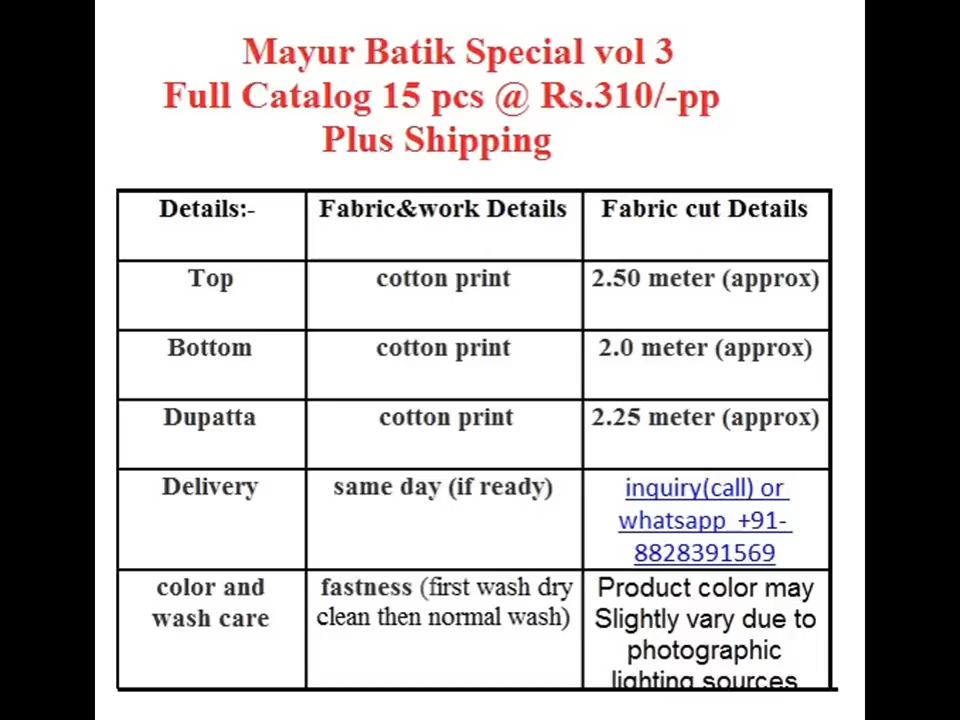 Mayur Batik Special vol 3
Full Catalog 15 pcs @ Rs.310/-pp
Plus Shipping
Details:- Fabric&work Details Fabric cut Details
Top cotton print 2.50 meter (approx)
Bottom cotton print 2.0 meter (approx)
Dupatta cotton print 2.25 meter (approx)
Delivery same day (if ready) inquiry(call) or
whatsapp +91-
8828391569
color and fastness (first wash dry Product color may
wash care clean then normal wash) Slightly vary due to
photographic
lighting sources